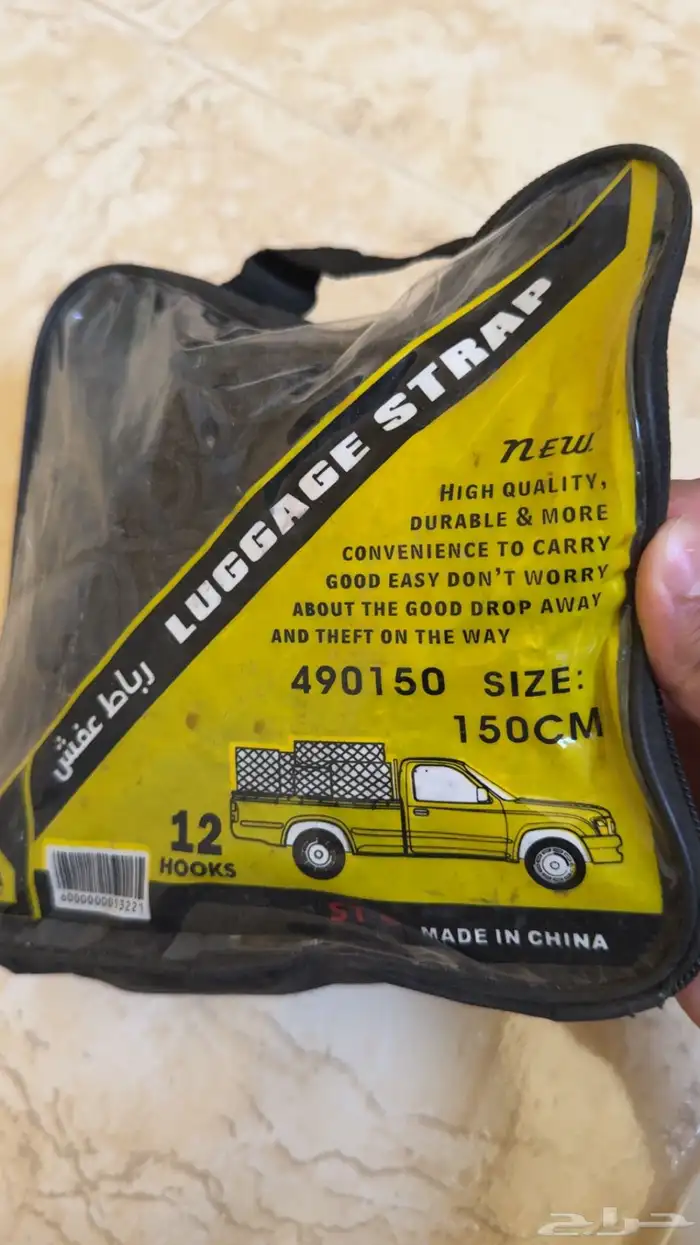 LUGGAGE STRAP
رباط عفش
NEW
HIGH QUALITY,
DURABLE & MORE
CONVENIENCE TO CARRY
GOOD EASY DON'T WORRY
ABOUT THE GOOD DROP AWAY
AND THEFT ON THE WAY
490150 SIZE:
150CM
12
HOOKS
MADE IN CHINA
حراج